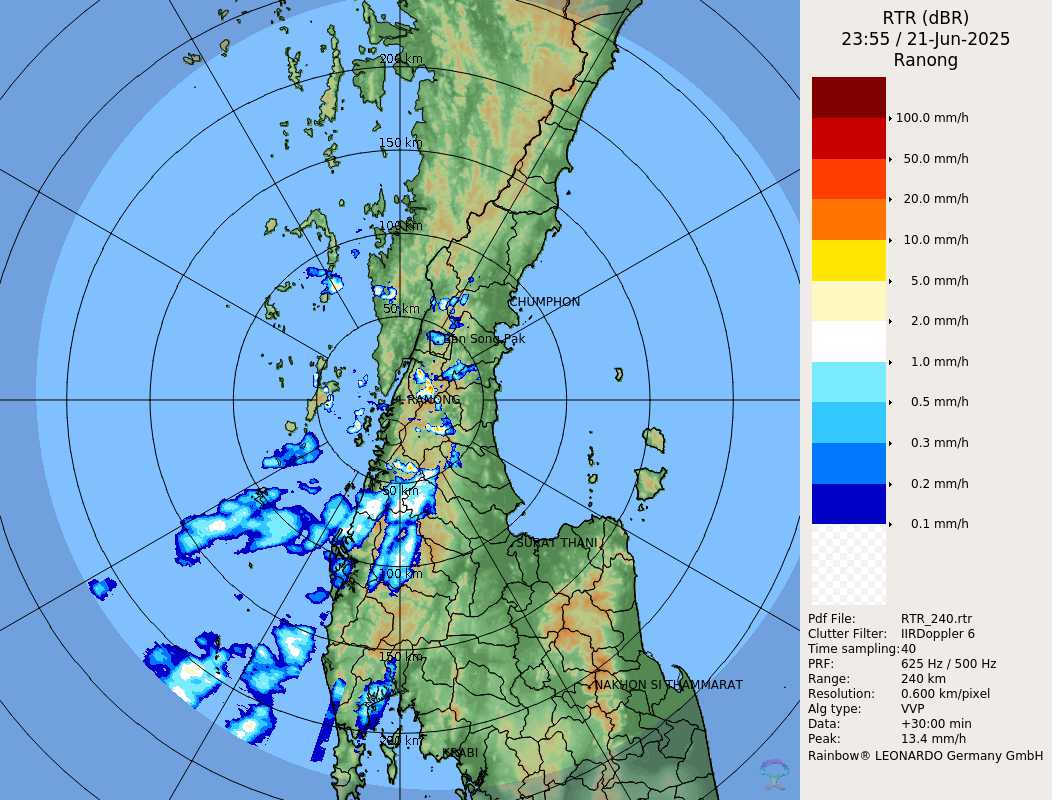 RTR (dBR)
23:55 / 21-Jun-2025
Ranong
100.0 mm/h
50.0 mm/h
20.0 mm/h
10.0 mm/h
5.0 mm/h
2.0 mm/h
1.0 mm/h
0.5 mm/h
0.3 mm/h
0.2 mm/h
0.1 mm/h
Pdf File: RTR_240.rtr
Clutter Filter: IIRDoppler 6
Time sampling:40
PRF: 625 Hz / 500 Hz
Range: 240 km
Resolution: 0.600 km/pixel
Alg type: VVP
Data: +30:00 min
Peak: 13.4 mm/h
Rainbow® LEONARDO Germany GmbH
200 km
150 km
100 km
CHUMPHON
50 km
Ban Song Pak
RANONG
50 km
SURAT THANI
100 km
150 km
NAKHON SI THAMMARAT
200 km
KRABI